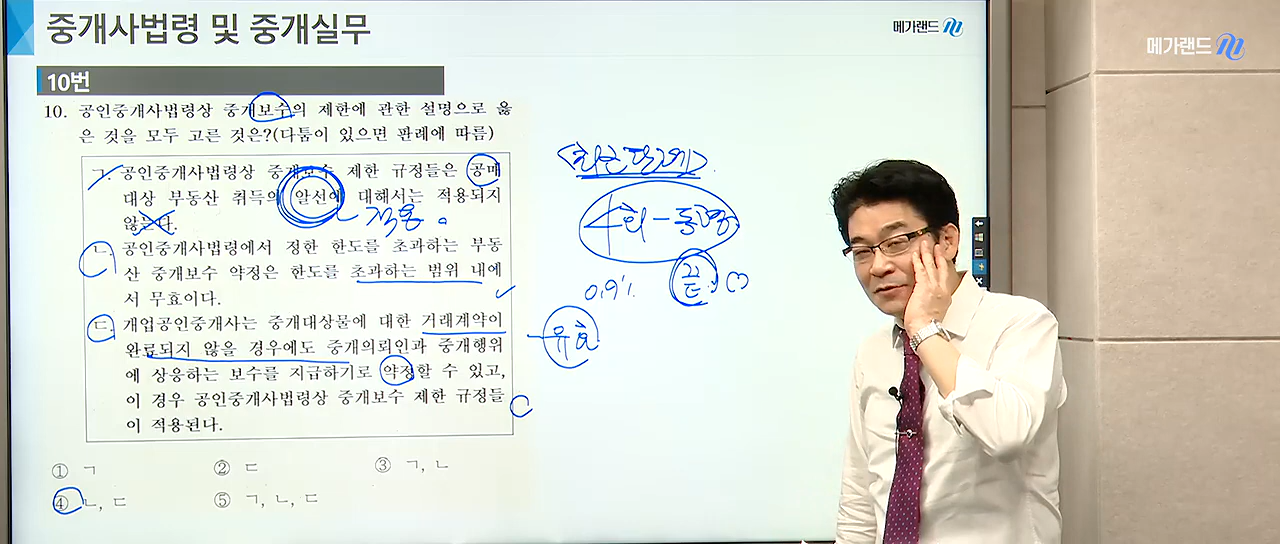 중개사법령 및 중개실무
메가랜드
메가랜드
10번
10. 공인중개사법령상 중개보수의 제한에 관한 설명으로 옳
은 것을 모두 고른 것은?(다툼이 있으면 판례에 따름)
ㄱ. 공인중개사법령상 중개보수 제한 규정들은 공매
대상 부동산 취득의 알선에 대해서는 적용되지
않는다.
적용.
ㄴ. 공인중개사법령에서 정한 한도를 초과하는 부동
산 중개보수 약정은 한도를 초과하는 범위 내에
서 무효이다.
ㄷ. 개업공인중개사는 중개대상물에 대한 거래계약이
완료되지 않을 경우에도 중개의뢰인과 중개행위
에 상응하는 보수를 지급하기로 약정할 수 있고,
이 경우 공인중개사법령상 중개보수 제한 규정들
이 적용된다.
① ㄱ
② ㄷ
③ ㄱ, ㄴ
④ ㄴ, ㄷ
⑤ ㄱ, ㄴ, ㄷ
<최근판례>
0.9%
유효